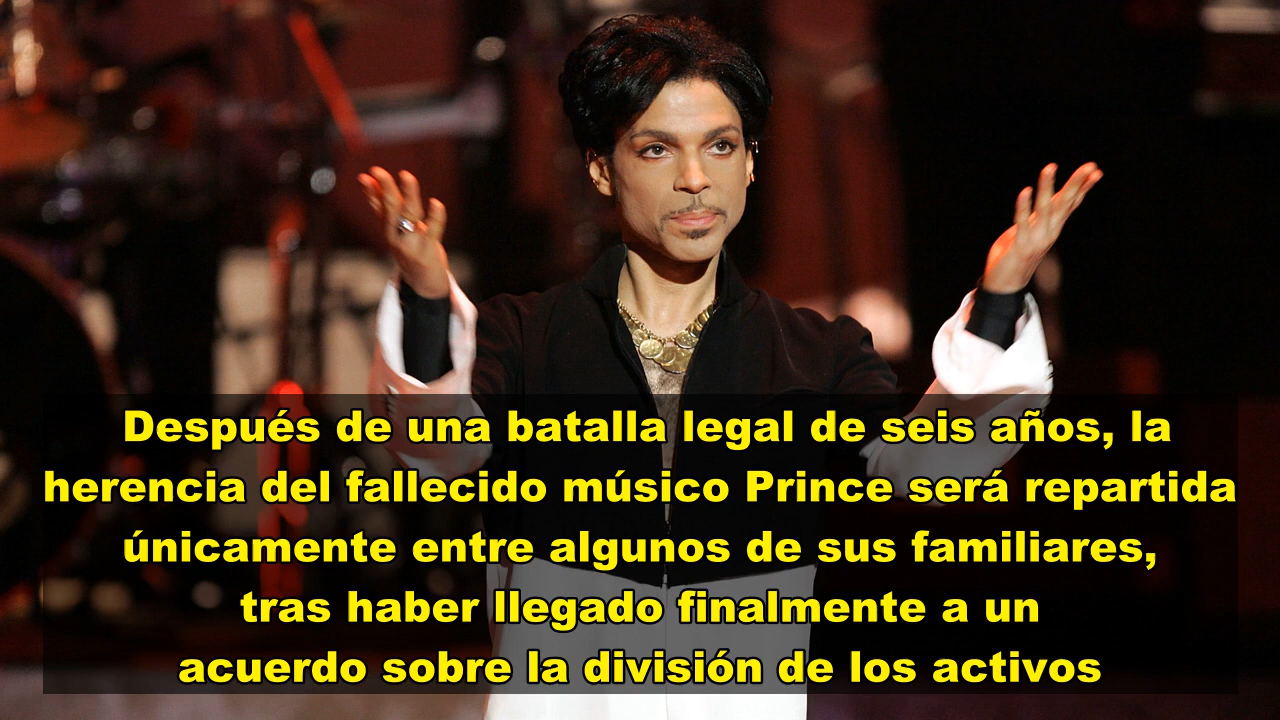 Después de una batalla legal de seis años, la
herencia del fallecido músico Prince será repartida
únicamente entre algunos de sus familiares,
tras haber llegado finalmente a un
acuerdo sobre la división de los activos